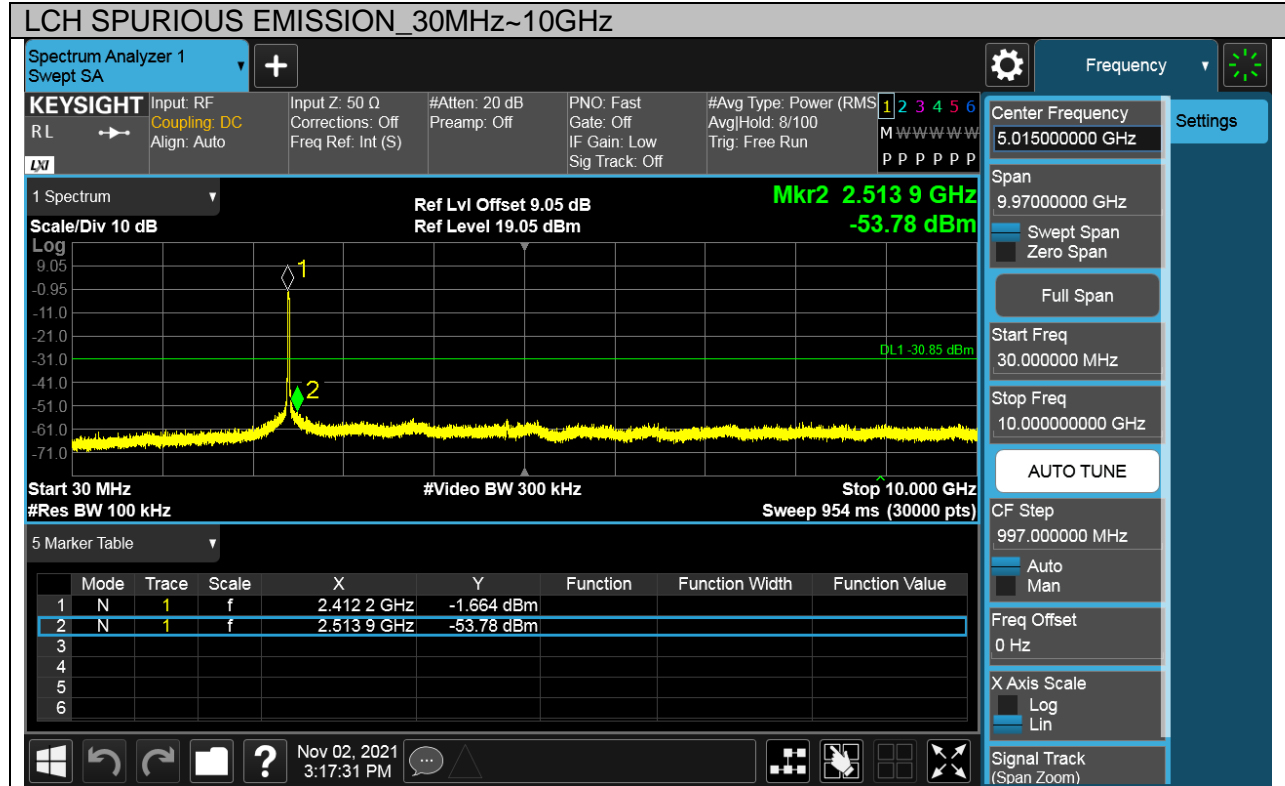 LCH SPURIOUS EMISSION_30MHz~10GHz
Spectrum Analyzer 1
Swept SA
+
Frequency
KEYSIGHT
RL
LXI
Input: RF
Coupling: DC
Align: Auto
Input Z: 50 Ω
Corrections: Off
Freq Ref: Int (S)
#Atten: 20 dB
Preamp: Off
PNO: Fast
Gate: Off
IF Gain: Low
Sig Track: Off
#Avg Type: Power (RMS
Avg|Hold: 8/100
Trig: Free Run
1 2 3 4 5 6
M W W W W W
P P P P P P
1 Spectrum
Scale/Div 10 dB
Ref Lvl Offset 9.05 dB
Ref Level 19.05 dBm
Mkr2 2.513 9 GHz
-53.78 dBm
Log
9.05
-0.95
-11.0
-21.0
-31.0
-41.0
-51.0
-61.0
-71.0
1
2
DL1 -30.85 dBm
Start 30 MHz
#Res BW 100 kHz
#Video BW 300 kHz
Stop 10.000 GHz
Sweep 954 ms (30000 pts)
5 Marker Table
Mode Trace Scale X Y Function Function Width Function Value
1 N 1 f 2.412 2 GHz -1.664 dBm
2 N 1 f 2.513 9 GHz -53.78 dBm
3
4
5
6
Nov 02, 2021
3:17:31 PM
?
Center Frequency
5.015000000 GHz
Settings
Span
9.97000000 GHz
Swept Span
Zero Span
Full Span
Start Freq
30.000000 MHz
Stop Freq
10.000000000 GHz
AUTO TUNE
CF Step
997.000000 MHz
Auto
Man
Freq Offset
0 Hz
X Axis Scale
Log
Lin
Signal Track
(Span Zoom)